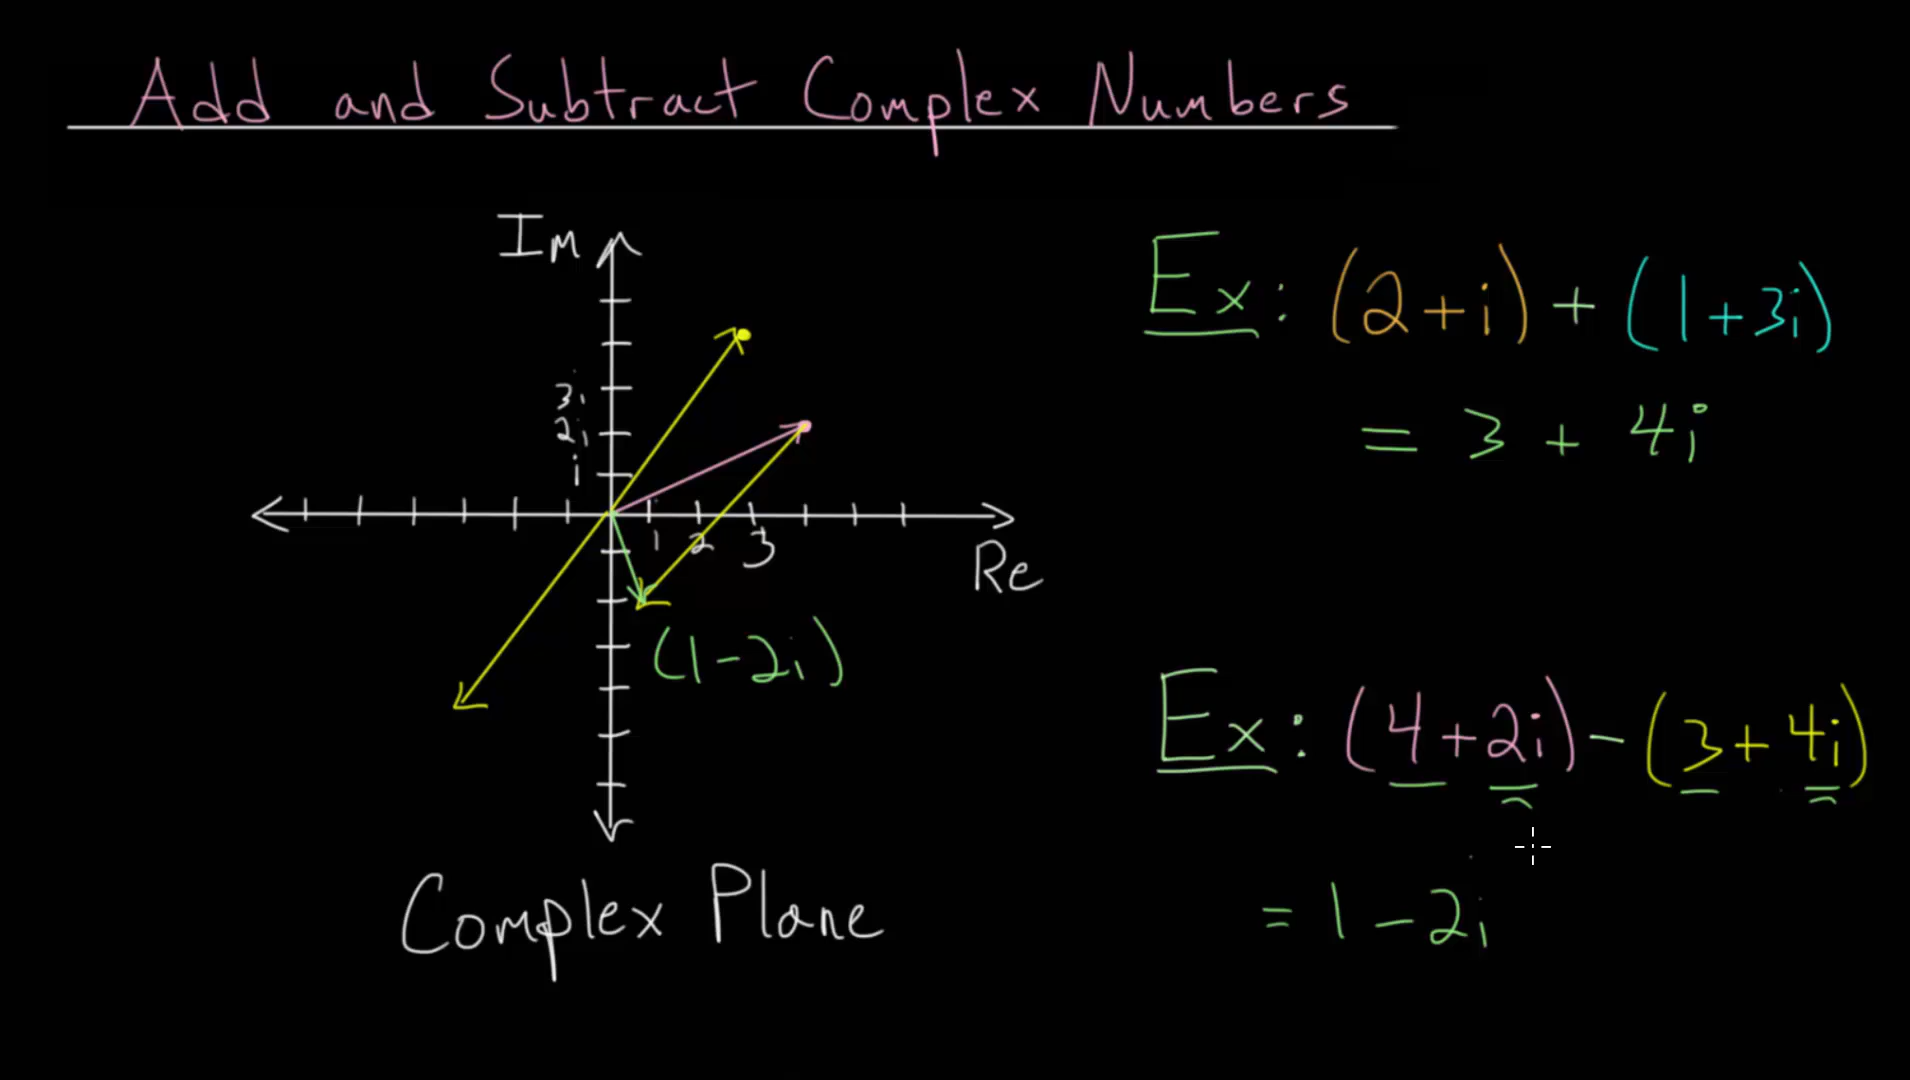 Add and Subtract Complex Numbers
Im
3i
2i
i
1 2 3
Re
(1-2i)
Complex Plane
Ex: (2+i) + (1+3i)
= 3 + 4i
Ex: (4+2i) - (3+4i)
= 1 - 2i